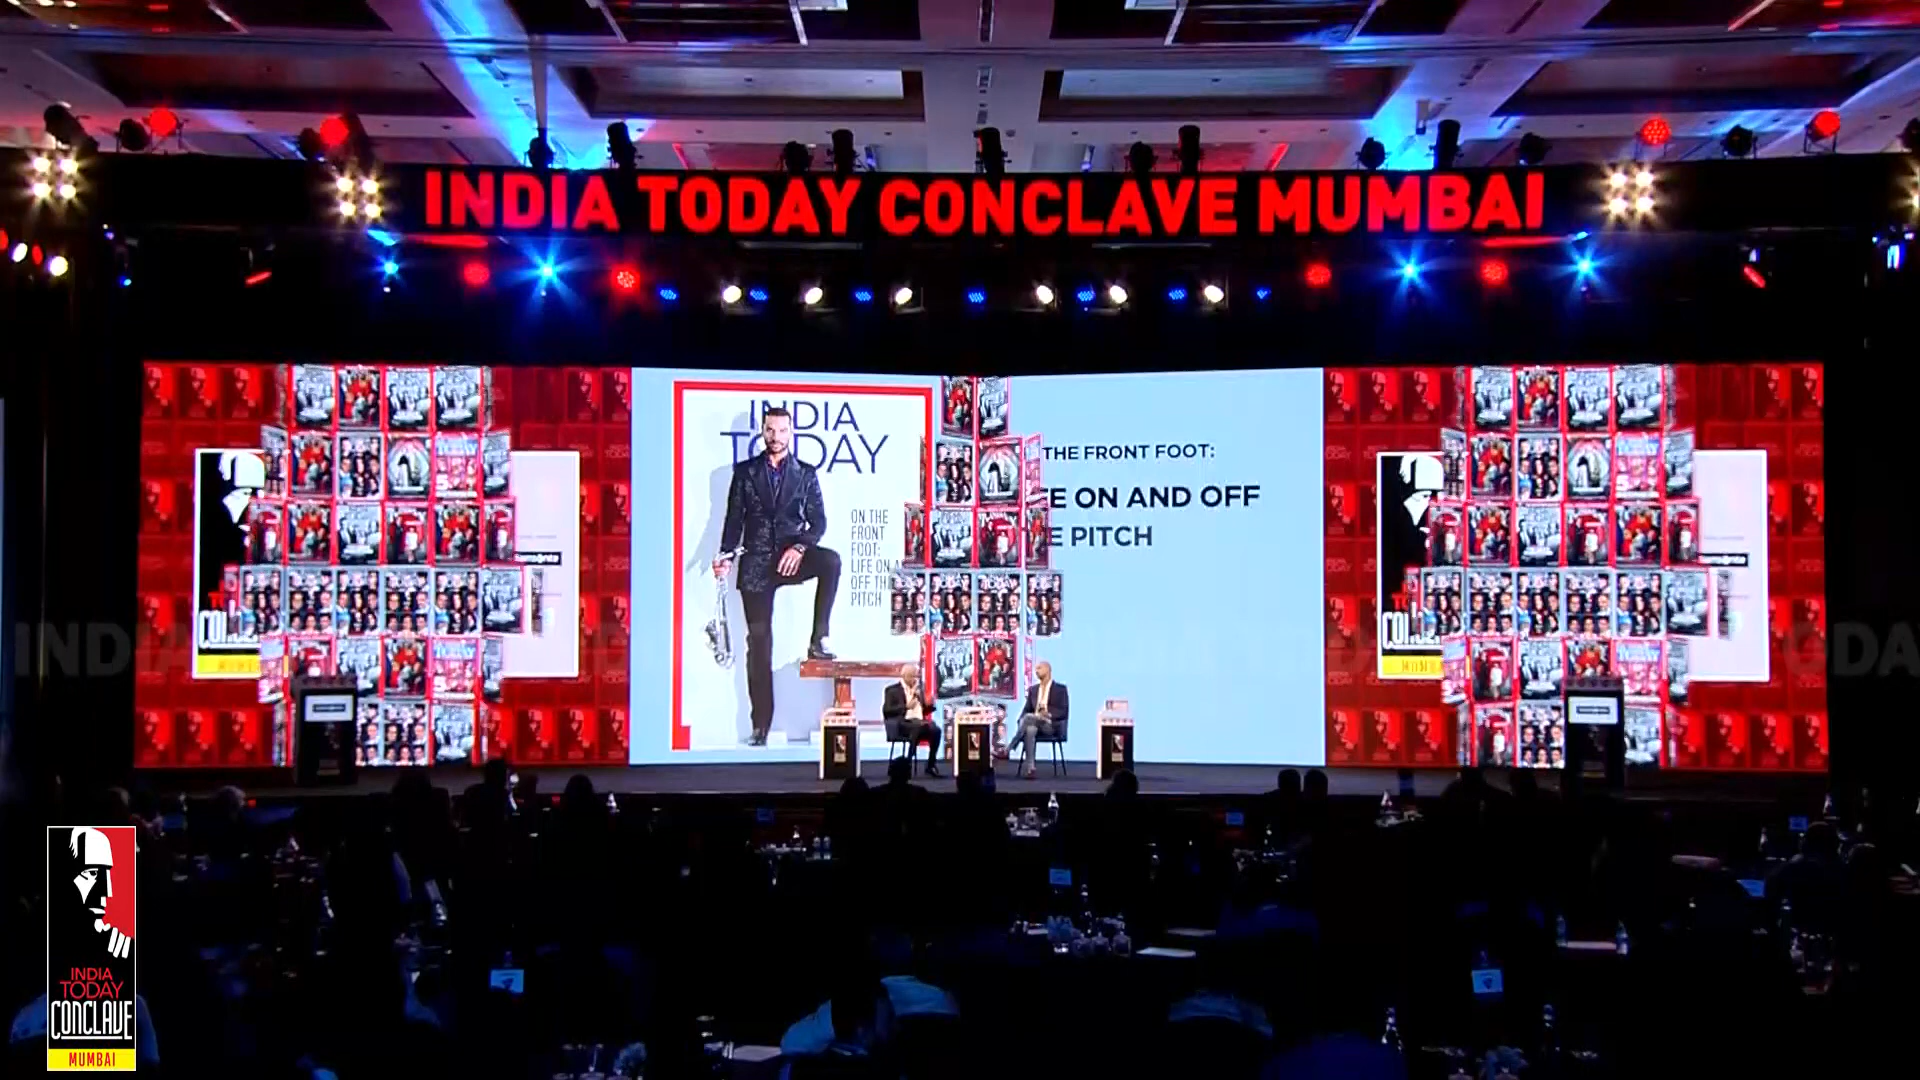 INDIA TODAY CONCLAVE MUMBAI
INDIA
TODAY
ON THE
FRONT
FOOT:
LIFE ON A
OFF TH
PITCH
THE FRONT FOOT:
E ON AND OFF
E PITCH
MUMBAI
INDIA
TODAY
CONCLAVE
MUMBAI